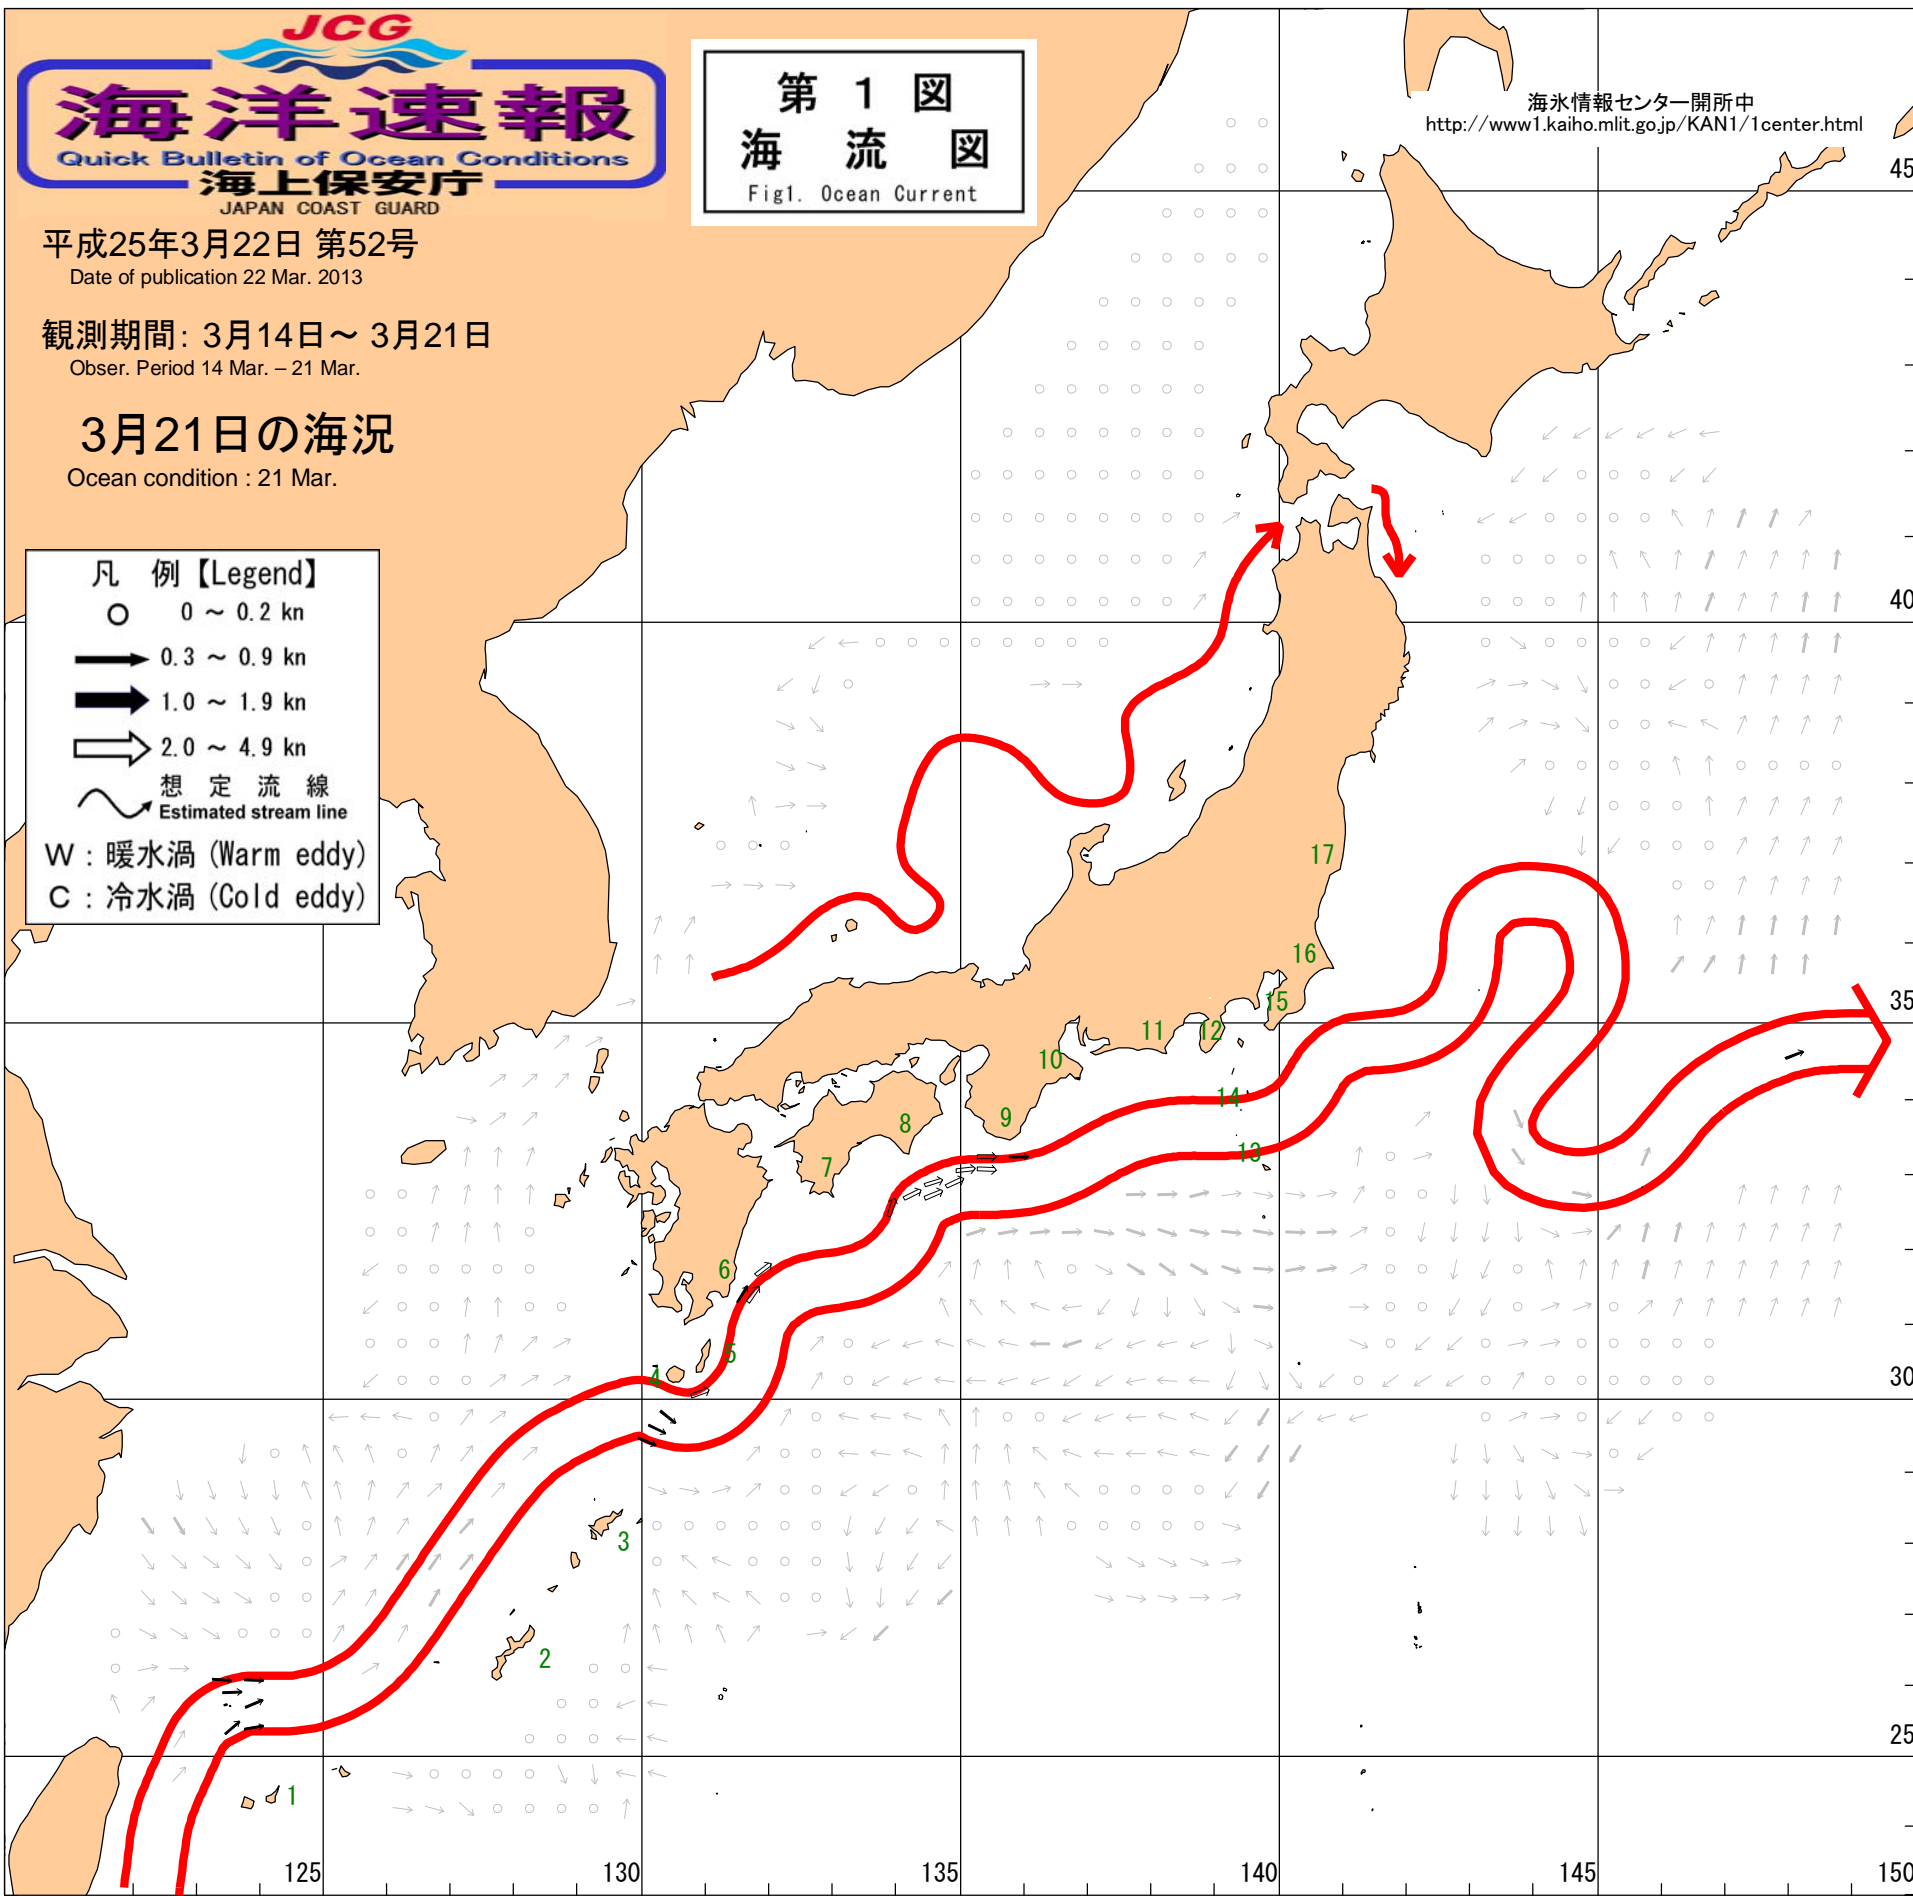 JCG
海洋速報
Quick Bulletin of Ocean Conditions
海上保安庁
JAPAN COAST GUARD
平成25年3月22日 第52号
Date of publication 22 Mar. 2013
観測期間: 3月14日～ 3月21日
Obser. Period 14 Mar. – 21 Mar.
3月21日の海況
Ocean condition : 21 Mar.
第 1 図
海 流 図
Fig1. Ocean Current
海氷情報センター開所中
http://www1.kaiho.mlit.go.jp/KAN1/1center.html
凡 例【Legend】
0 ～ 0.2 kn
0.3 ～ 0.9 kn
1.0 ～ 1.9 kn
2.0 ～ 4.9 kn
想 定 流 線
Estimated stream line
W : 暖水渦 (Warm eddy)
C : 冷水渦 (Cold eddy)
45
40
17
16
35
15
11
12
10
14
9
8
13
7
6
5
4
30
3
2
25
1
125
130
135
140
145
150